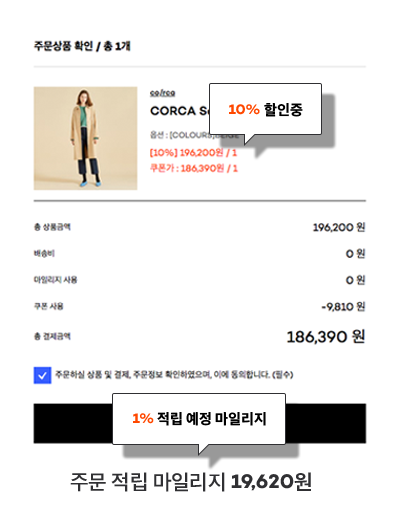 주문상품 확인 / 총 1개
co/rca
CORCA
10% 할인중
옵션 : [COLOURS]BEIGE
[10%] 196,200원 / 1
쿠폰가 : 186,390원 / 1
총 상품금액 196,200 원
배송비 0 원
마일리지 사용 0 원
쿠폰 사용 -9,810 원
총 결제금액 186,390 원
주문하실 상품 및 결제, 주문정보 확인하였으며, 이에 동의합니다. (필수)
1% 적립 예정 마일리지
주문 적립 마일리지 19,620원